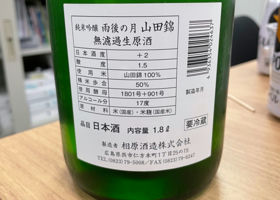 純米吟醸 雨後の月 山田錦
無濾過生原酒
日本酒度 +2
酸度 1.5
使用米 山田錦100%
精米歩合 50%
使用酵母 1801号+901号
アルコール分 17度
原材料 米(国産)・米麹(国産米)
品目 日本酒 内容量 1.8ℓ
要冷蔵
製造年月
製造者 相原酒造株式会社
広島県呉市仁方本町1丁目25の15